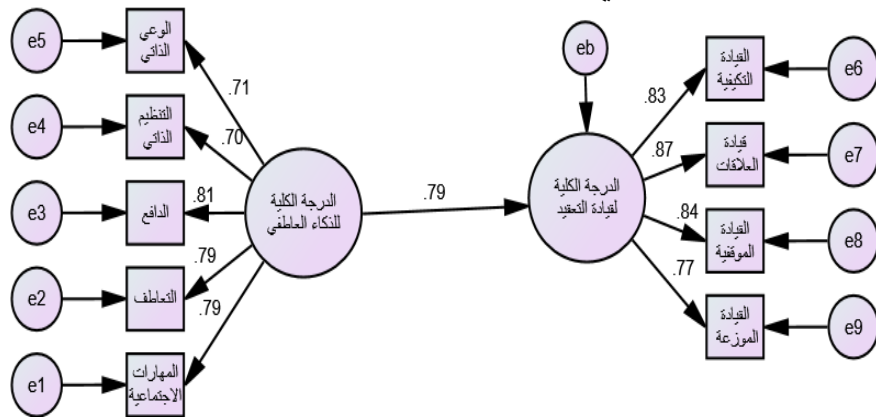 e5
الوعي
الذاتي
.71
e4
التنظيم
الذاتي
.70
e3
الدافع
.81
e2
التعاطف
.79
e1
المهارات
الاجتماعية
.79
الدرجة الكلية
للذكاء العاطفي
.79
eb
الدرجة الكلية
لقيادة التعقيد
.83
القيادة
التكيفية
e6
.87
قيادة
العلاقات
e7
.84
القيادة
الموقفية
e8
.77
القيادة
الموزعة
e9